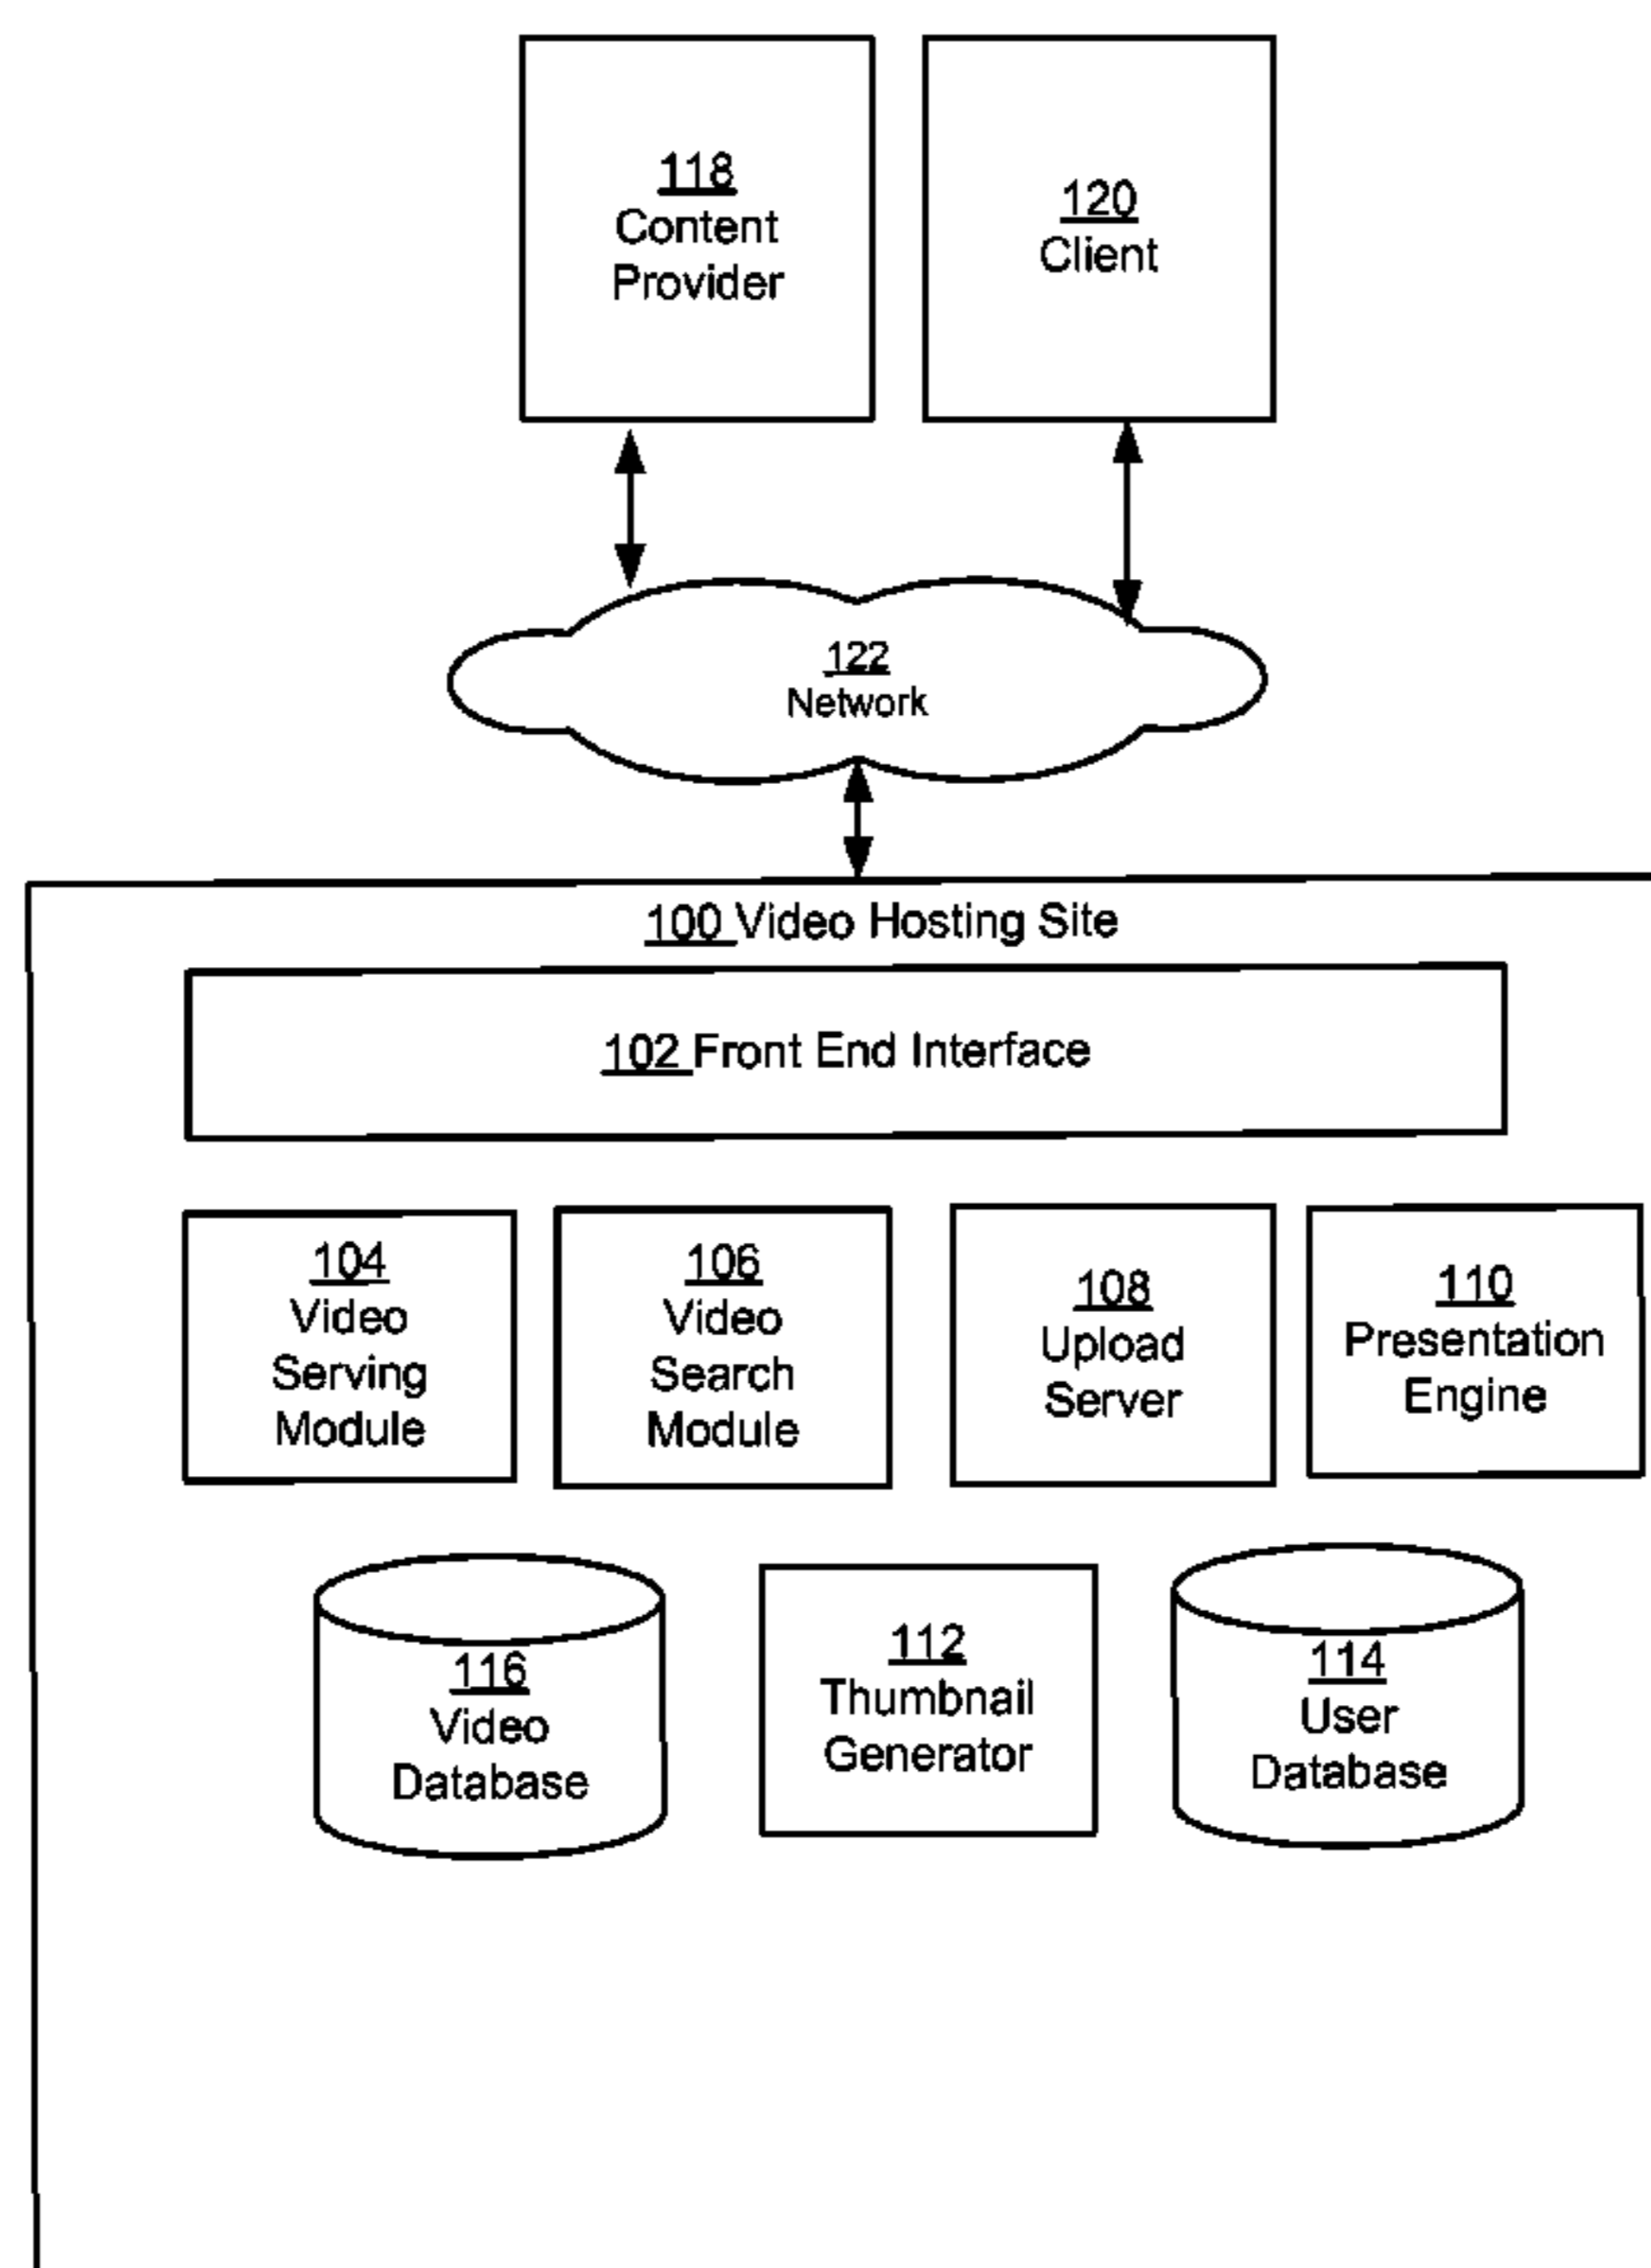 118
Content
Provider
120
Client
122
Network
100 Video Hosting Site
102 Front End Interface
104
Video
Serving
Module
106
Video
Search
Module
108
Upload
Server
110
Presentation
Engine
116
Video
Database
112
Thumbnail
Generator
114
User
Database